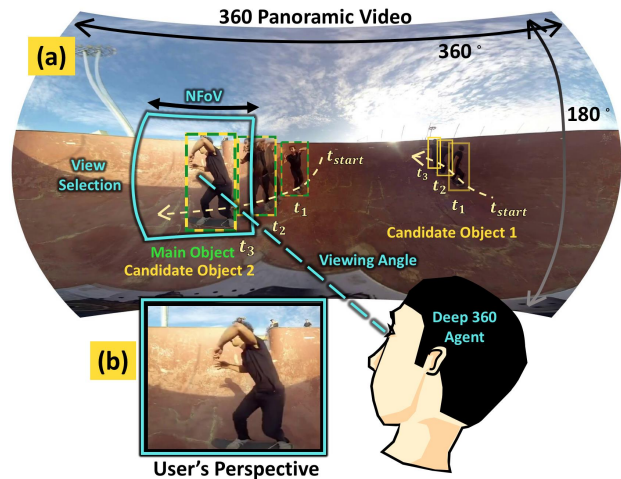 360 Panoramic Video
(a)
360 °
NFoV
180 °
View
Selection
t_start
t_3
t_2
t_1
t_1
t_start
t_2
t_3
Main Object
Candidate Object 2
Candidate Object 1
Viewing Angle
Deep 360
Agent
(b)
User's Perspective